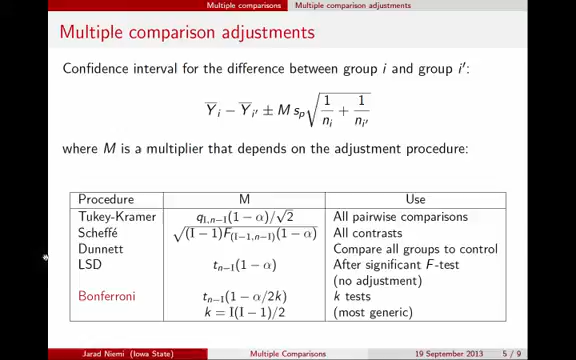 Multiple comparisons Multiple comparison adjustments
Multiple comparison adjustments
Confidence interval for the difference between group i and group i′:
Y̅ᵢ − Y̅ᵢ′ ± M sₚ √(1/nᵢ + 1/nᵢ′)
where M is a multiplier that depends on the adjustment procedure:
Procedure M Use
Tukey-Kramer q_{I,n−I}(1 − α)/√2 All pairwise comparisons
Scheffé √((I − 1)F_{(I−1,n−I)}(1 − α)) All contrasts
Dunnett Compare all groups to control
LSD t_{n−I}(1 − α) After significant F-test
(no adjustment)
Bonferroni t_{n−I}(1 − α/2k) k tests
k = I(I − 1)/2 (most generic)
Jarad Niemi (Iowa State) Multiple Comparisons 19 September 2013 5 / 9